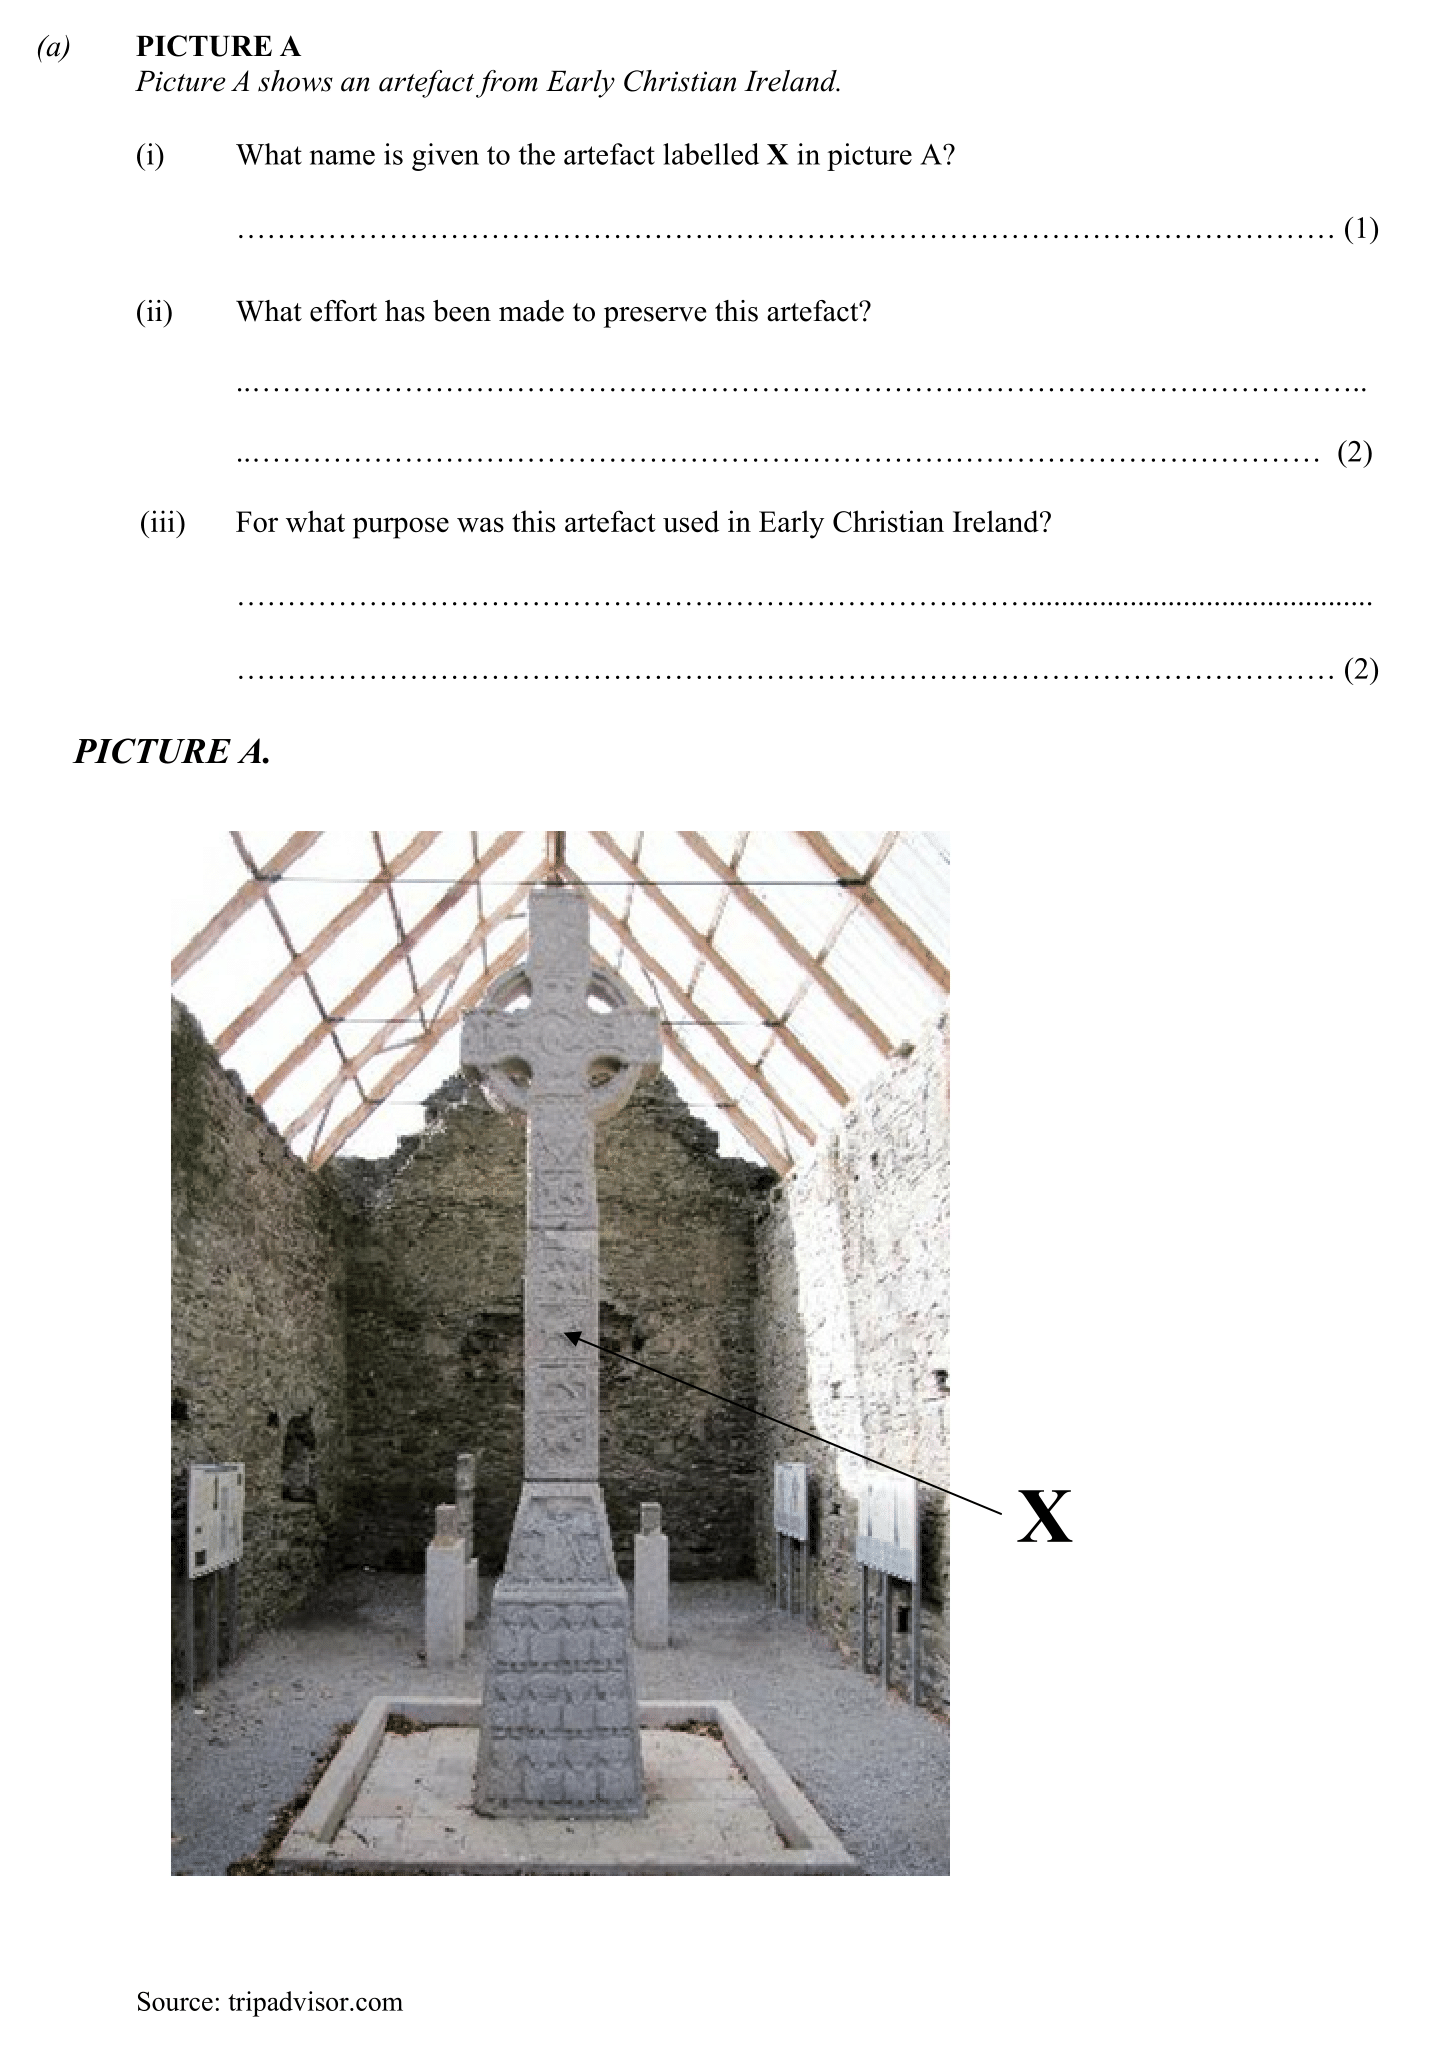 (a) PICTURE A
Picture A shows an artefact from Early Christian Ireland.
(i) What name is given to the artefact labelled X in picture A?
…………………………………………………………………………………………… (1)
(ii) What effort has been made to preserve this artefact?
..……………………………………………………………………………………………..
..………………………………………………………………………………………… (2)
(iii) For what purpose was this artefact used in Early Christian Ireland?
……………………………………………………………………..............................................
…………………………………………………………………………………………… (2)
PICTURE A.
X
Source: tripadvisor.com